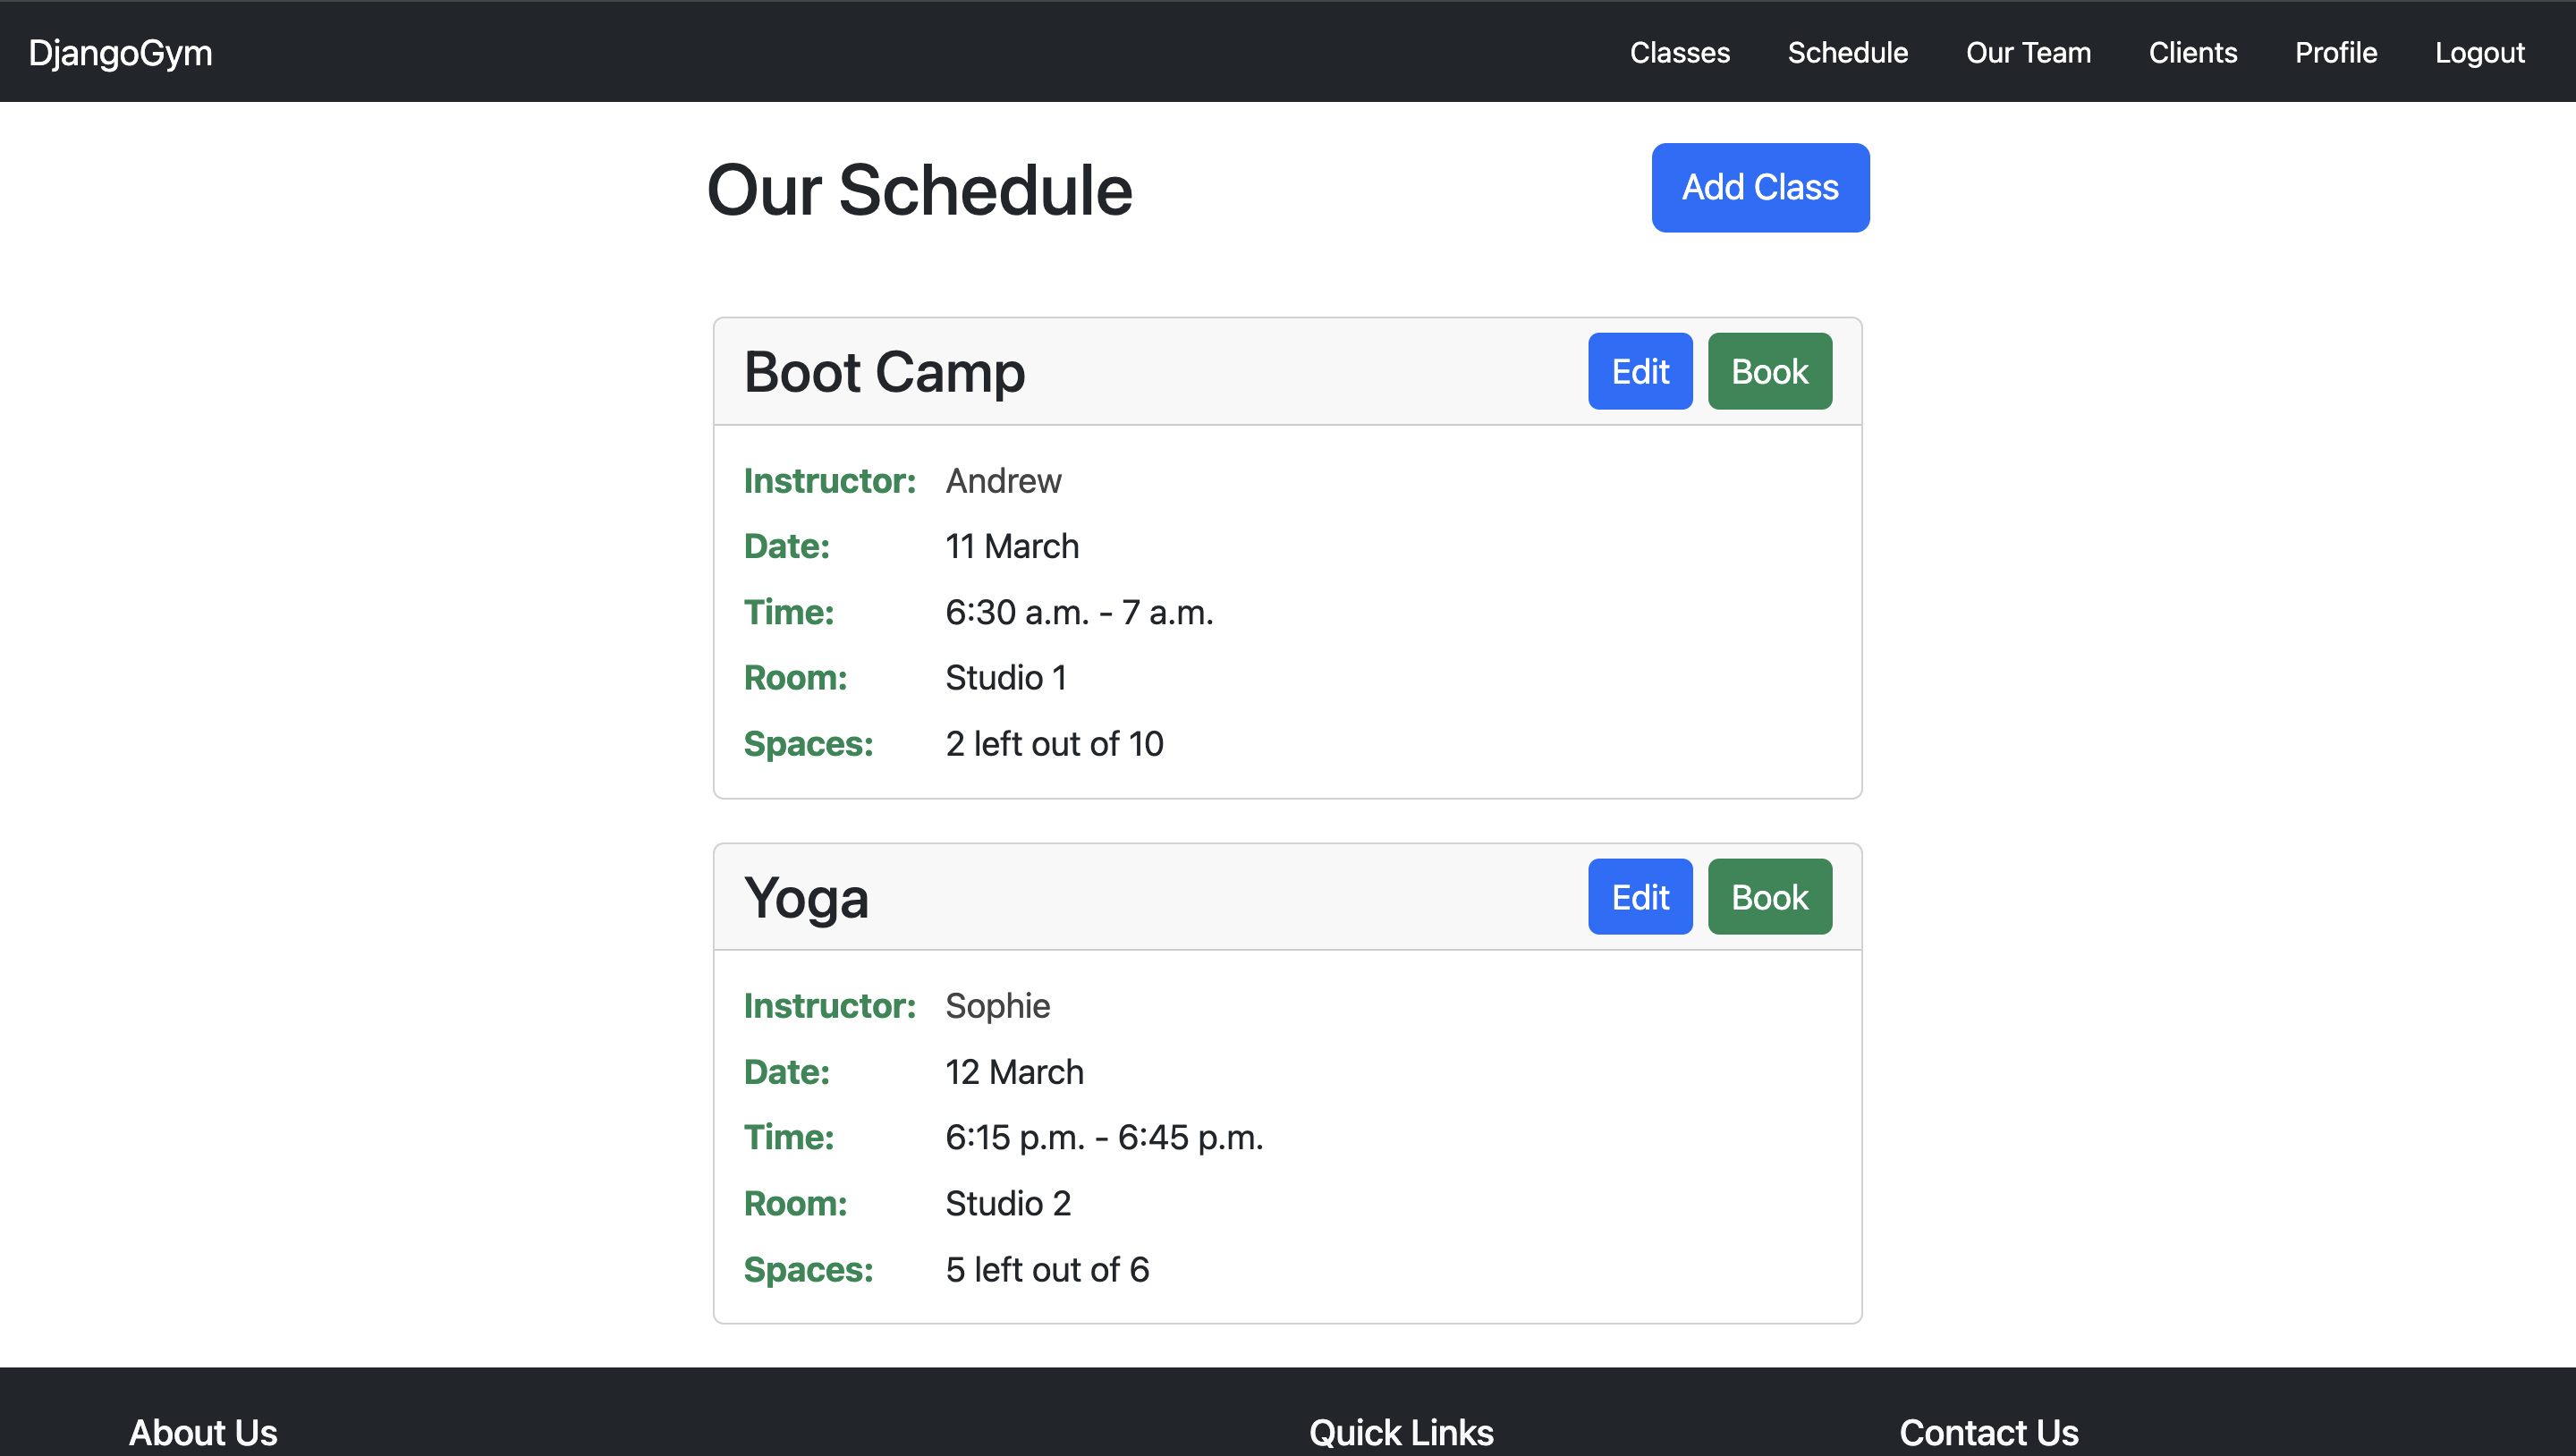 DjangoGym Classes Schedule Our Team Clients Profile Logout
Our Schedule Add Class
Boot Camp Edit Book
Instructor: Andrew
Date: 11 March
Time: 6:30 a.m. - 7 a.m.
Room: Studio 1
Spaces: 2 left out of 10
Yoga Edit Book
Instructor: Sophie
Date: 12 March
Time: 6:15 p.m. - 6:45 p.m.
Room: Studio 2
Spaces: 5 left out of 6
About Us Quick Links Contact Us